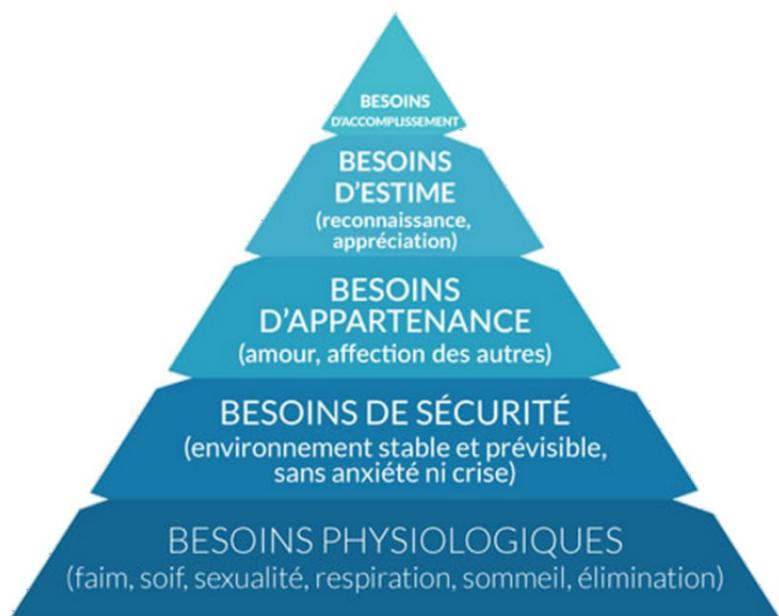 BESOINS
D'ACCOMPLISSEMENT
BESOINS
D'ESTIME
(reconnaissance,
appréciation)
BESOINS
D'APPARTENANCE
(amour, affection des autres)
BESOINS DE SÉCURITÉ
(environnement stable et prévisible,
sans anxiété ni crise)
BESOINS PHYSIOLOGIQUES
(faim, soif, sexualité, respiration, sommeil, élimination)